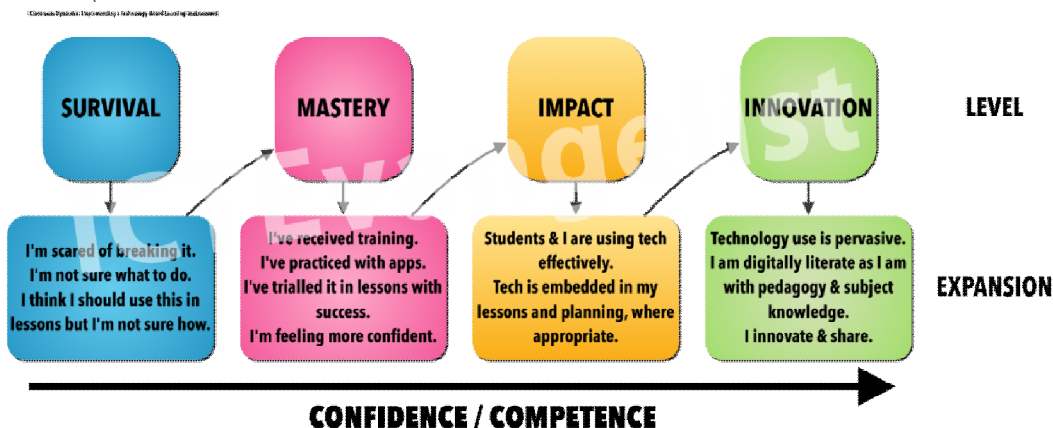 SURVIVAL
MASTERY
IMPACT
INNOVATION
LEVEL
ICT Evangelist
I'm scared of breaking it.
I'm not sure what to do.
I think I should use this in
lessons but I'm not sure how.
I've received training.
I've practiced with apps.
I've trialled it in lessons with
success.
I'm feeling more confident.
Students & I are using tech
effectively.
Tech is embedded in my
lessons and planning, where
appropriate.
Technology use is pervasive.
I am digitally literate as I am
with pedagogy & subject
knowledge.
I innovate & share.
EXPANSION
CONFIDENCE / COMPETENCE